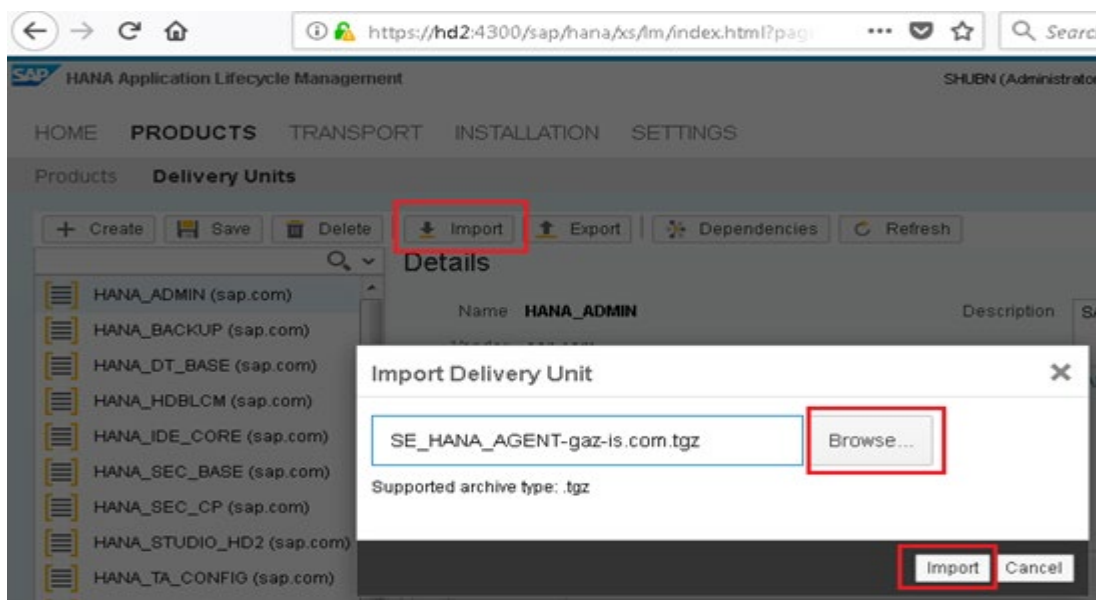 https://hd2:4300/sap/hana/xs/lm/index.html?pag
Searc
SAP HANA Application Lifecycle Management
SHUBN (Administrator
HOME PRODUCTS TRANSPORT INSTALLATION SETTINGS
Products Delivery Units
Create Save Delete Import Export Dependencies Refresh
Details
HANA_ADMIN (sap.com)
Name HANA_ADMIN
Description
HANA_BACKUP (sap.com)
HANA_DT_BASE (sap.com)
HANA_HDBLCM (sap.com)
HANA_IDE_CORE (sap.com)
HANA_SEC_BASE (sap.com)
HANA_SEC_CP (sap.com)
HANA_STUDIO_HD2 (sap.com)
HANA_TA_CONFIG (sap.com)
Import Delivery Unit
SE_HANA_AGENT-gaz-is.com.tgz
Browse...
Supported archive type: .tgz
Import Cancel